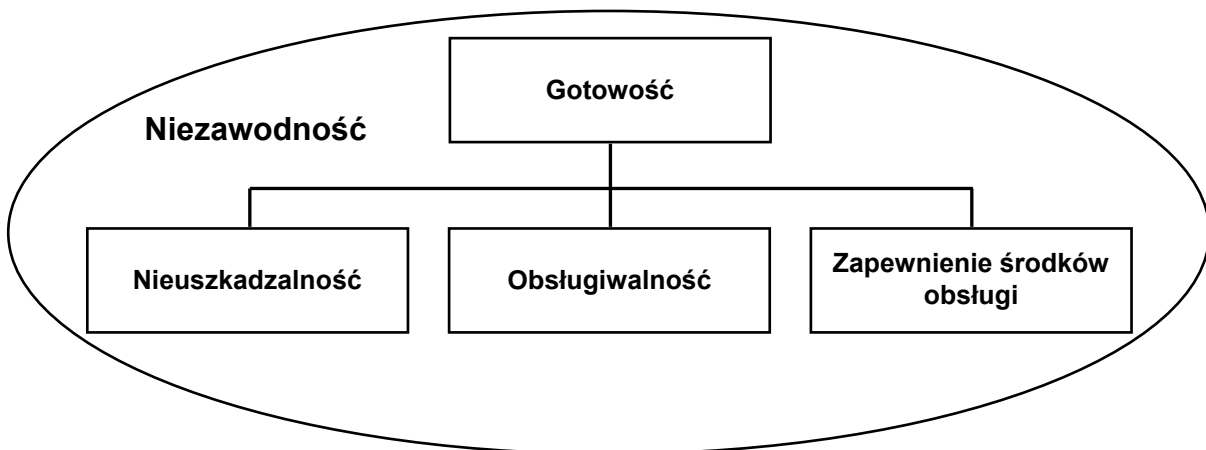 Gotowość
Niezawodność
Nieuszkadzalność
Obsługiwalność
Zapewnienie środków
obsługi